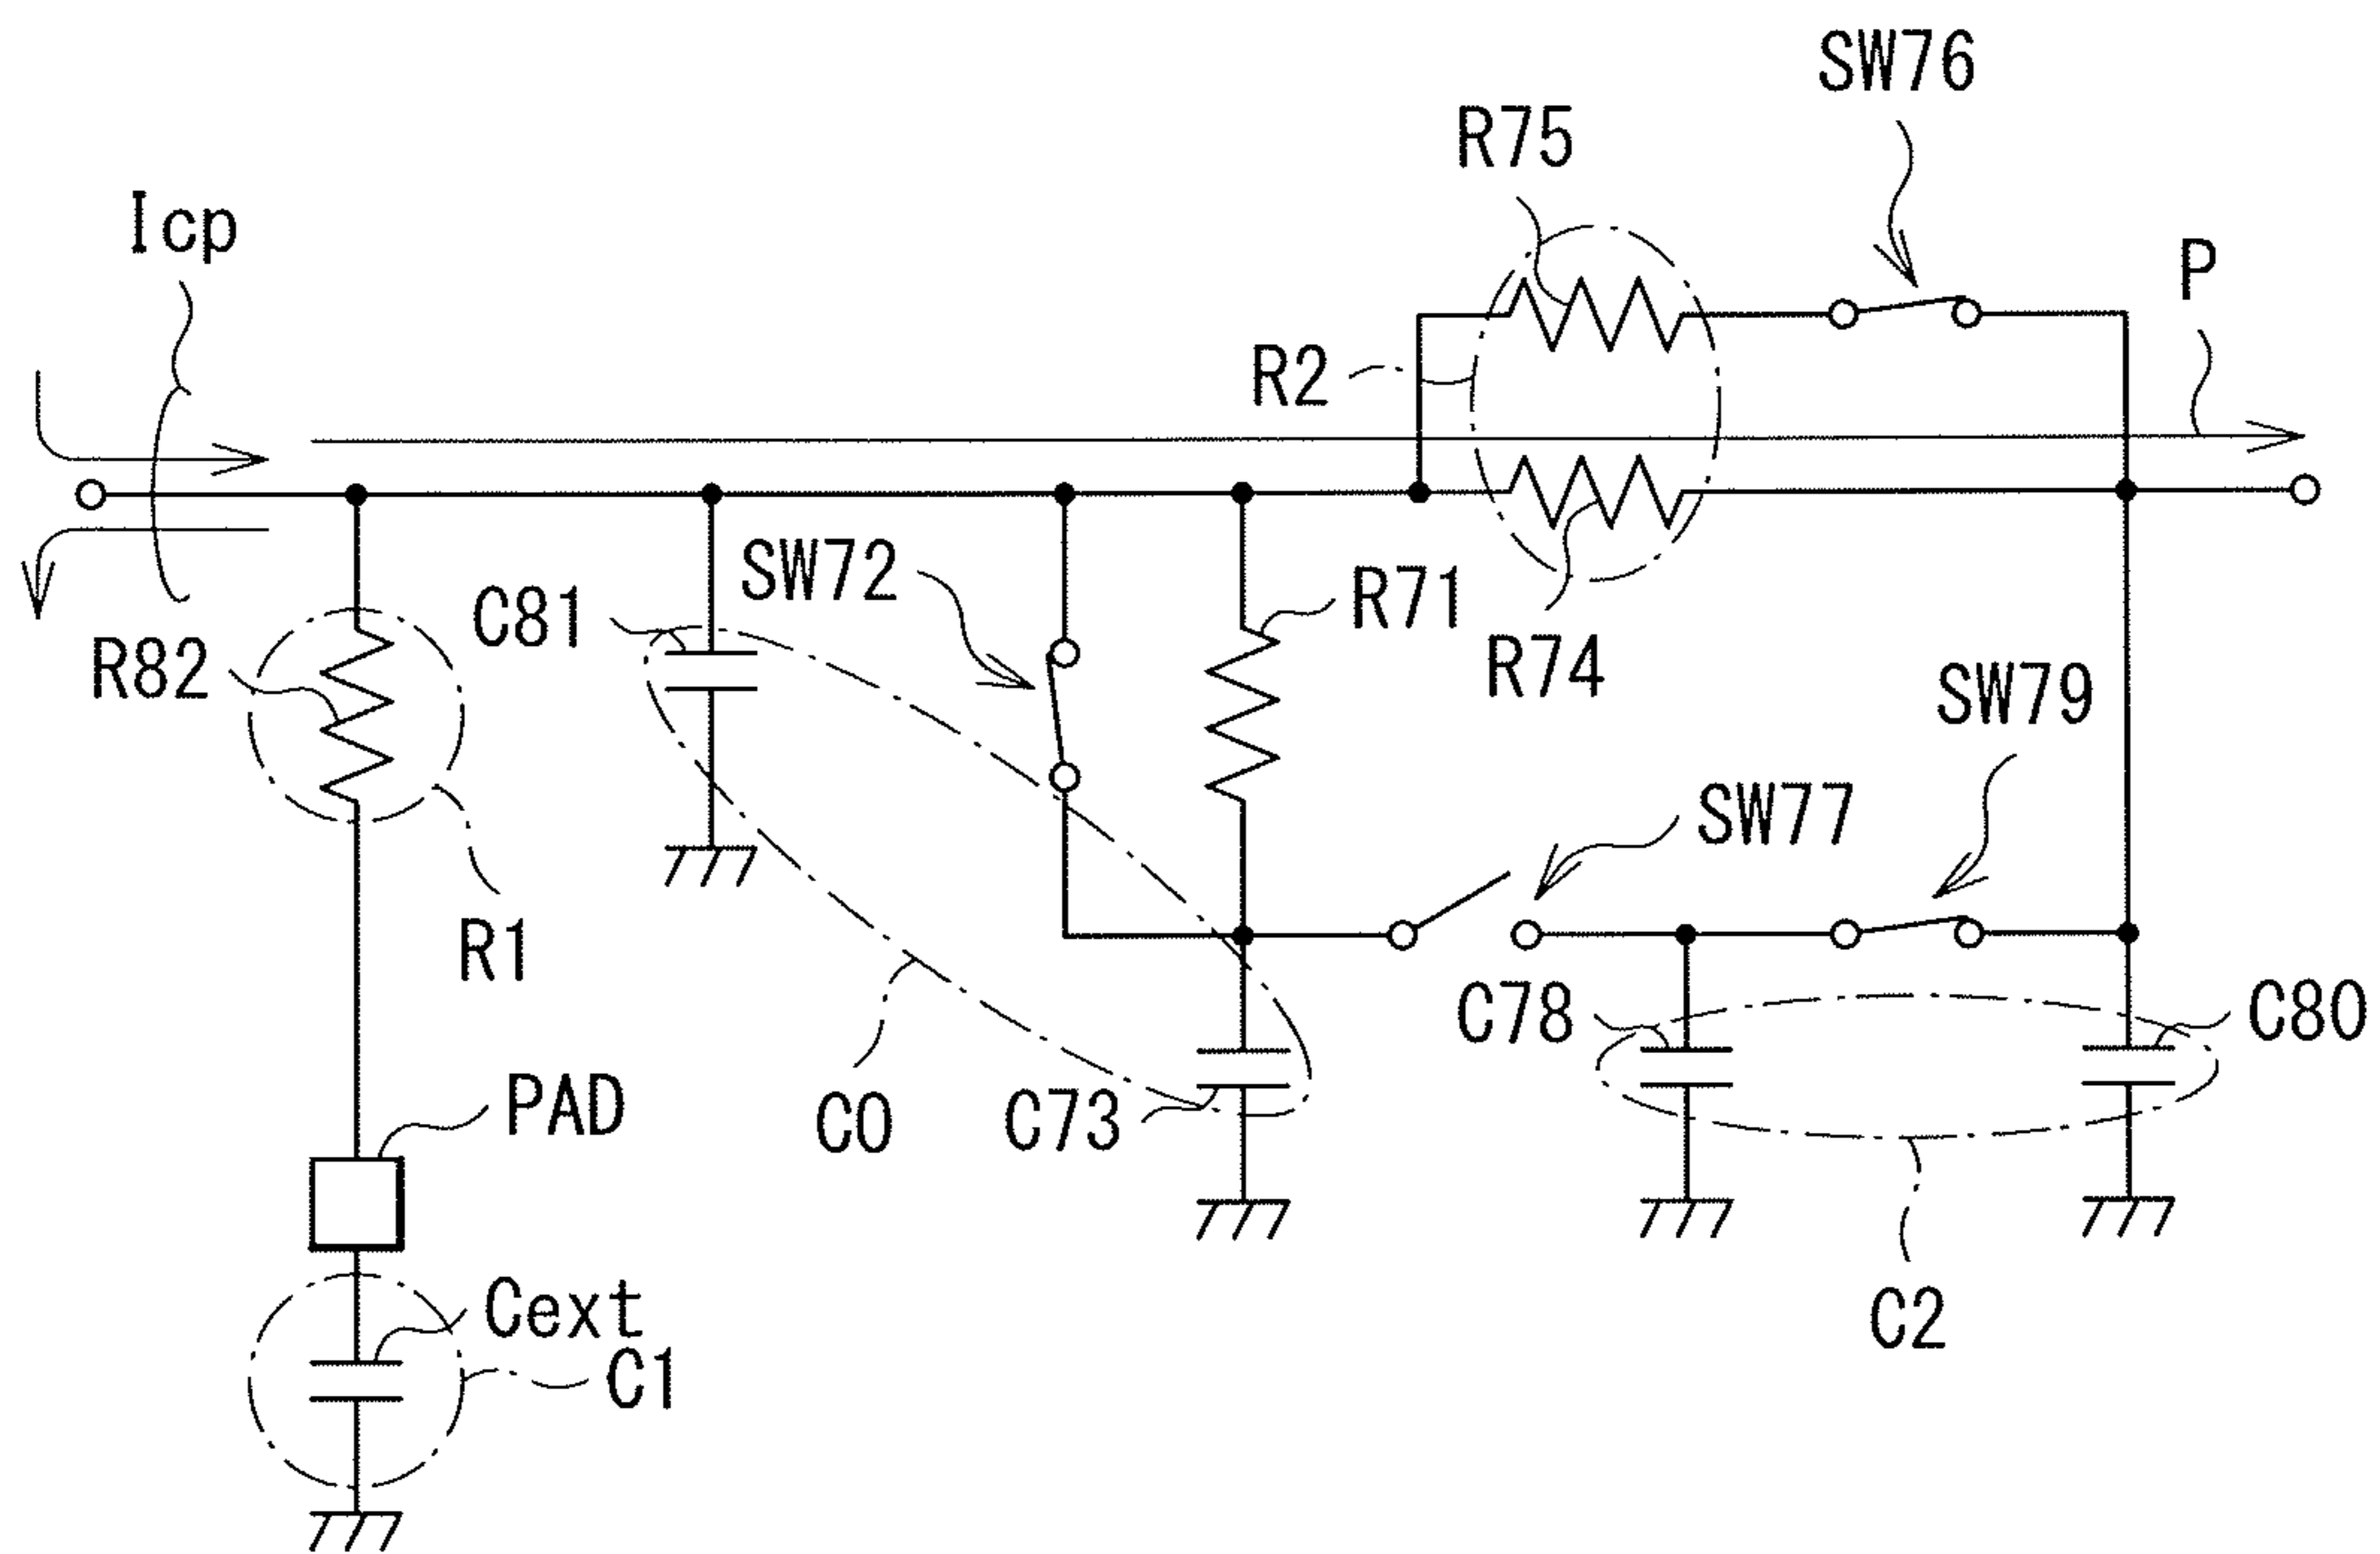 SW76
R75
Icp
P
R2
SW72
R71
C81
R82
R74
SW79
SW77
R1
C78
C80
PAD
C0
C73
Cext
C2
C1